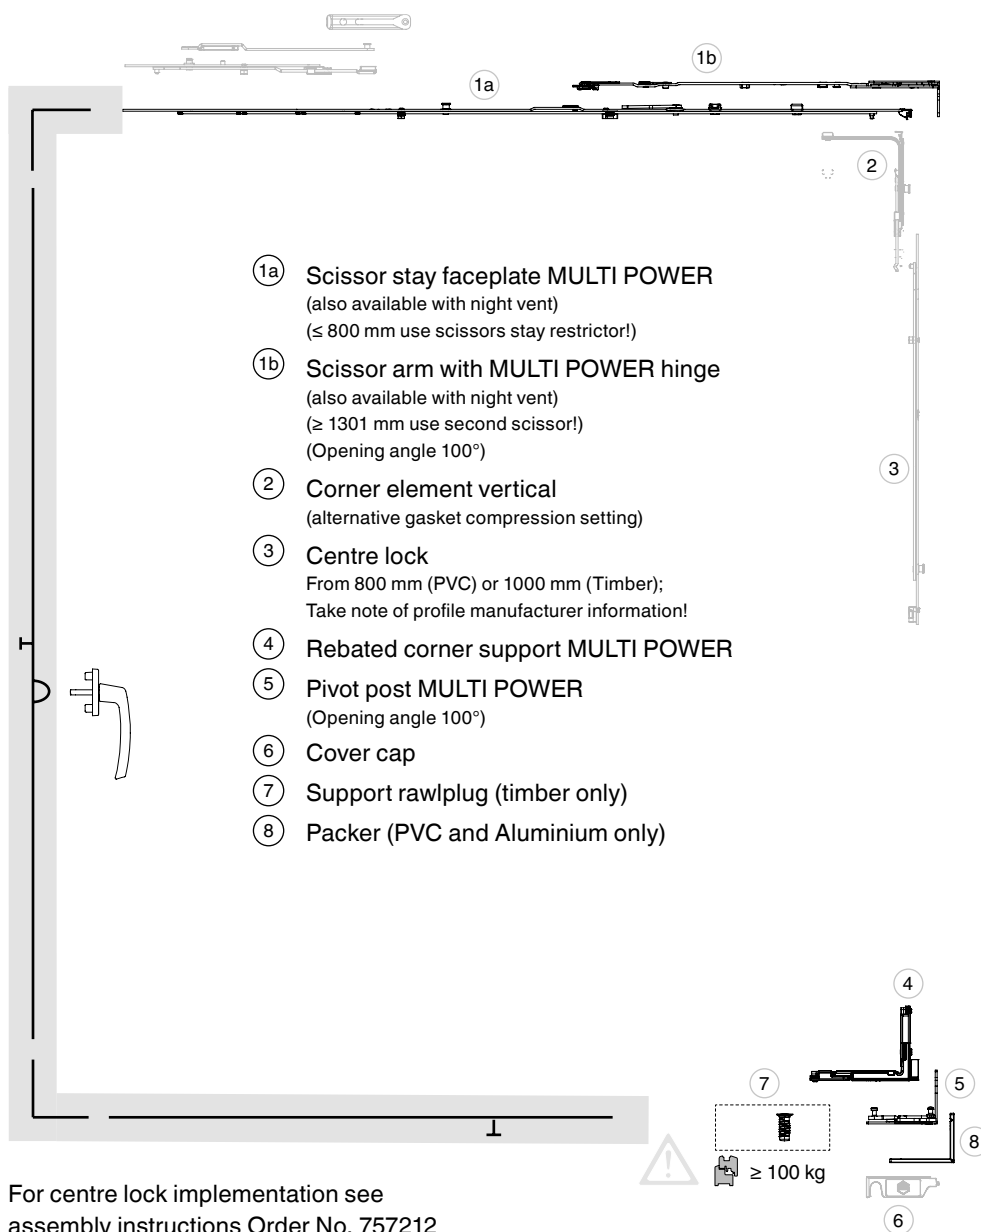 1a
1b
2
1a Scissor stay faceplate MULTI POWER
(also available with night vent)
(≤ 800 mm use scissors stay restrictor!)
1b Scissor arm with MULTI POWER hinge
(also available with night vent)
(≥ 1301 mm use second scissor!)
(Opening angle 100°)
2 Corner element vertical
(alternative gasket compression setting)
3 Centre lock
From 800 mm (PVC) or 1000 mm (Timber);
Take note of profile manufacturer information!
4 Rebated corner support MULTI POWER
5 Pivot post MULTI POWER
(Opening angle 100°)
6 Cover cap
7 Support rawlplug (timber only)
8 Packer (PVC and Aluminium only)
3
4
7
5
8
≥ 100 kg
6
For centre lock implementation see
assembly instructions Order No. 757212